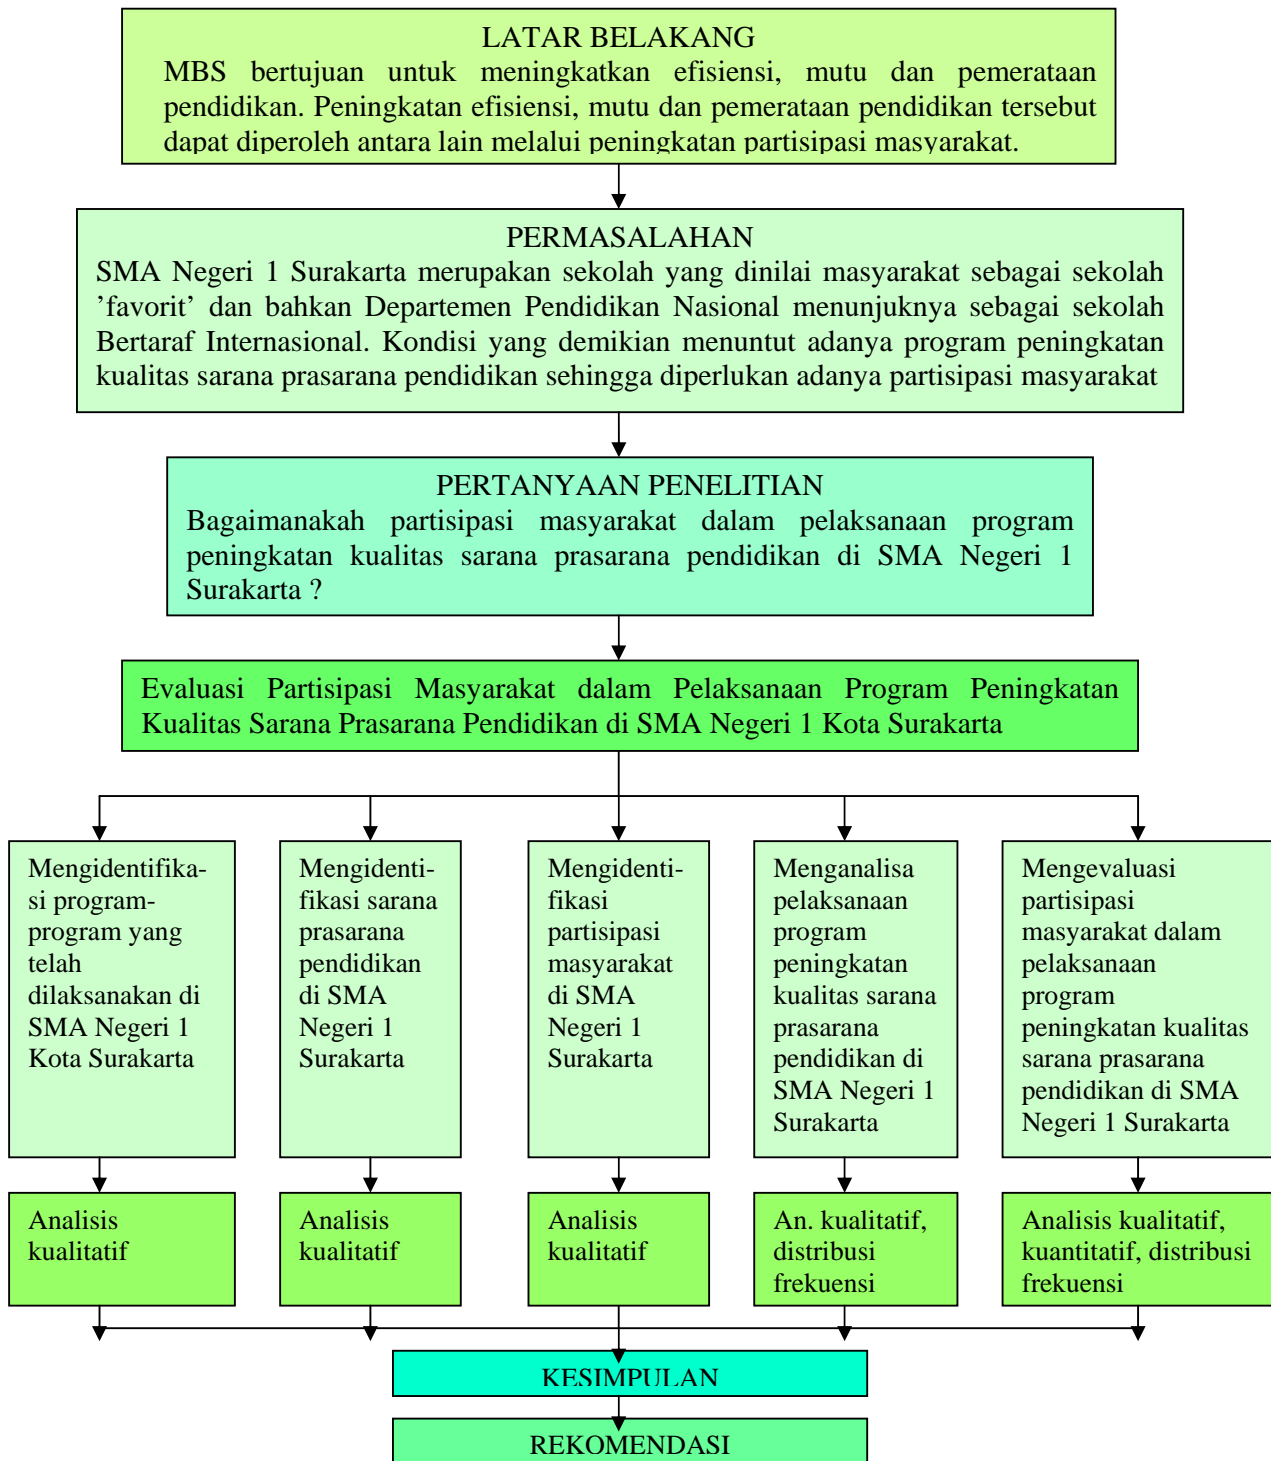 LATAR BELAKANG
MBS bertujuan untuk meningkatkan efisiensi, mutu dan pemerataan
pendidikan. Peningkatan efisiensi, mutu dan pemerataan pendidikan tersebut
dapat diperoleh antara lain melalui peningkatan partisipasi masyarakat.
PERMASALAHAN
SMA Negeri 1 Surakarta merupakan sekolah yang dinilai masyarakat sebagai sekolah
’favorit’ dan bahkan Departemen Pendidikan Nasional menunjuknya sebagai sekolah
Bertaraf Internasional. Kondisi yang demikian menuntut adanya program peningkatan
kualitas sarana prasarana pendidikan sehingga diperlukan adanya partisipasi masyarakat
PERTANYAAN PENELITIAN
Bagaimanakah partisipasi masyarakat dalam pelaksanaan program
peningkatan kualitas sarana prasarana pendidikan di SMA Negeri 1
Surakarta ?
Evaluasi Partisipasi Masyarakat dalam Pelaksanaan Program Peningkatan
Kualitas Sarana Prasarana Pendidikan di SMA Negeri 1 Kota Surakarta
Mengidentifika-
si program-
program yang
telah
dilaksanakan di
SMA Negeri 1
Kota Surakarta
Mengidenti-
fikasi sarana
prasarana
pendidikan
di SMA
Negeri 1
Surakarta
Mengidenti-
fikasi
partisipasi
masyarakat
di SMA
Negeri 1
Surakarta
Menganalisa
pelaksanaan
program
peningkatan
kualitas sarana
prasarana
pendidikan di
SMA Negeri 1
Surakarta
Mengevaluasi
partisipasi
masyarakat dalam
pelaksanaan
program
peningkatan kualitas
sarana prasarana
pendidikan di SMA
Negeri 1 Surakarta
Analisis
kualitatif
Analisis
kualitatif
Analisis
kualitatif
An. kualitatif,
distribusi
frekuensi
Analisis kualitatif,
kuantitatif, distribusi
frekuensi
KESIMPULAN
REKOMENDASI